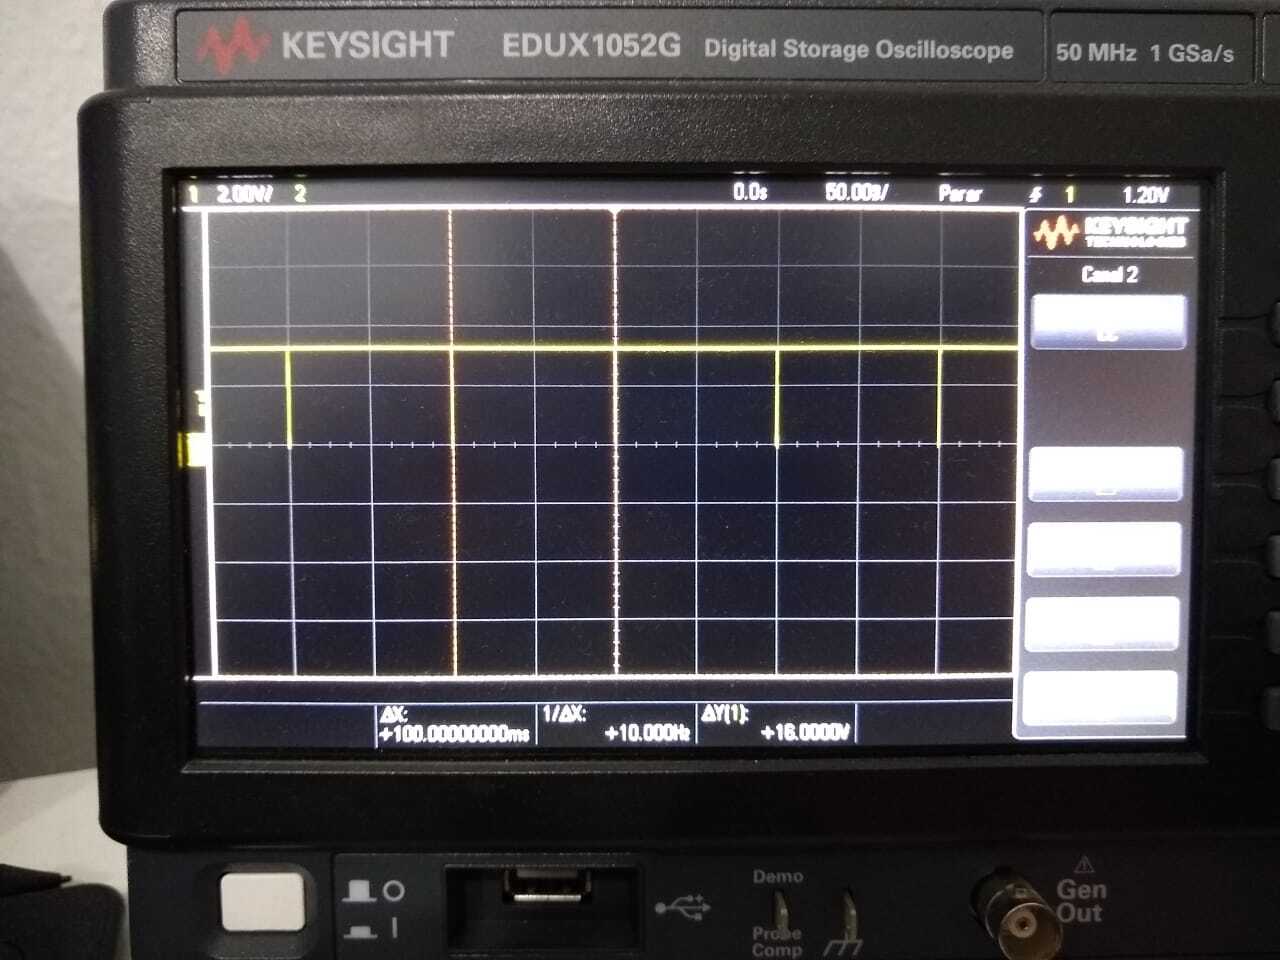 KEYSIGHT EDUX1052G Digital Storage Oscilloscope 50 MHz 1 GSa/s
1 2.00V/ 2 0.0s 50.00s/ Parar 1 1.20V
KEYSIGHT
TECHNOLOGIES
Canal 2
ΔX:
+100.00000000ms
1/ΔX:
+10.000Hz
ΔY(1):
+16.0000V
Demo
Probe
Comp
Gen
Out